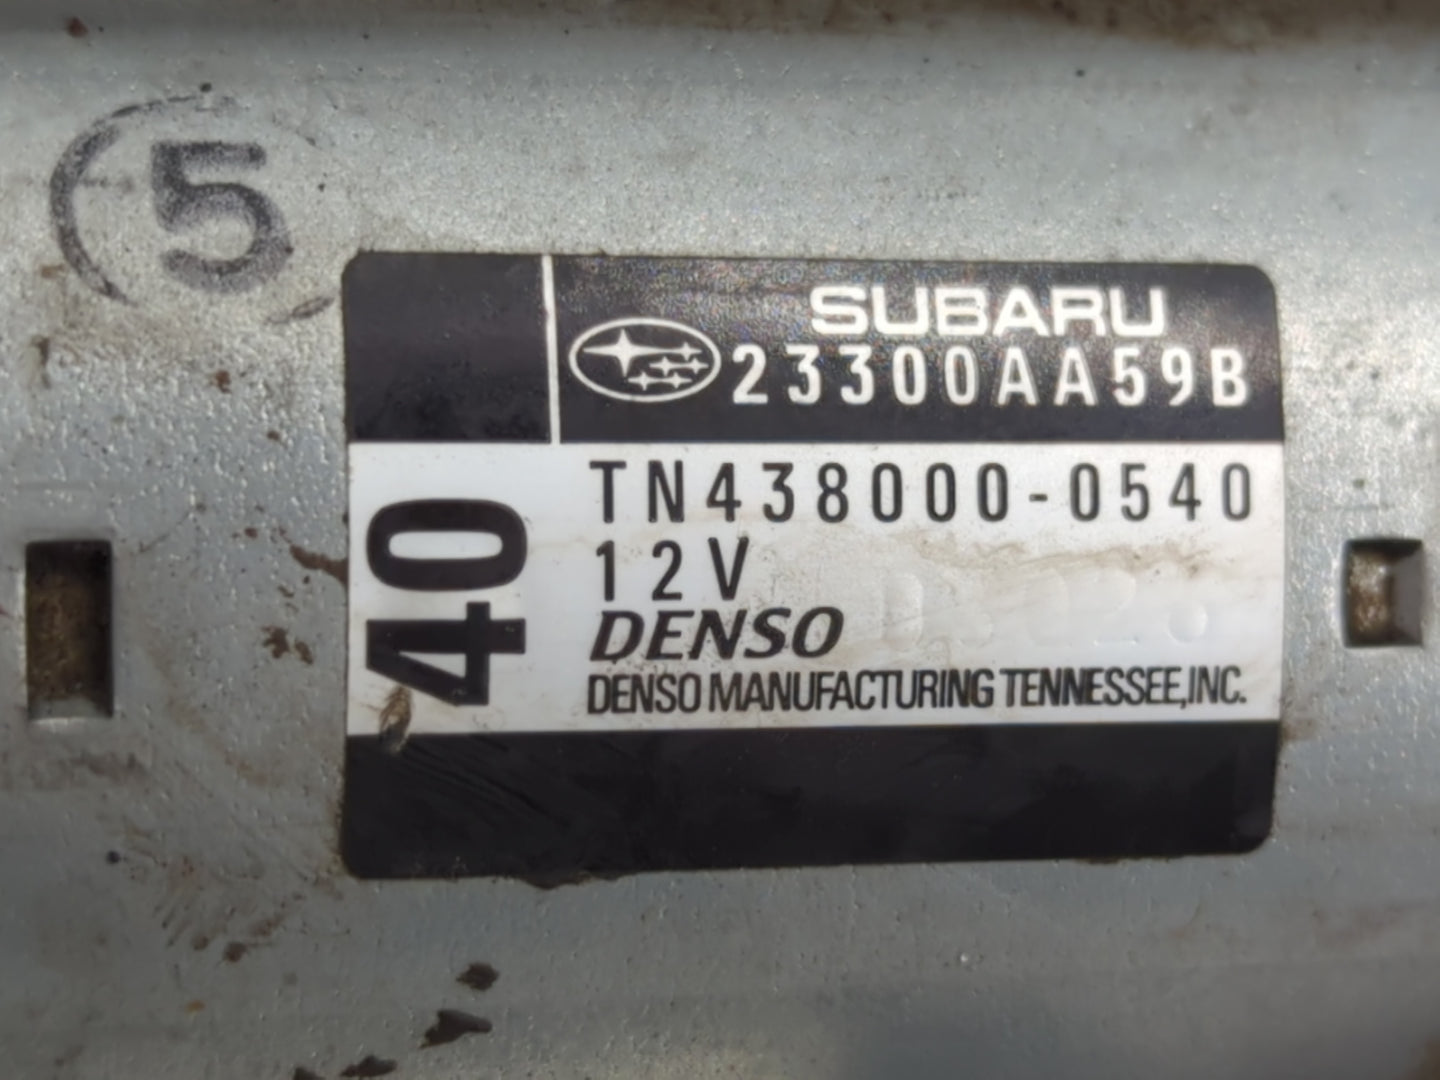 5
SUBARU
23300AA59B
40
TN438000-0540
12V
DENSO
DENSO MANUFACTURING TENNESSEE,INC.